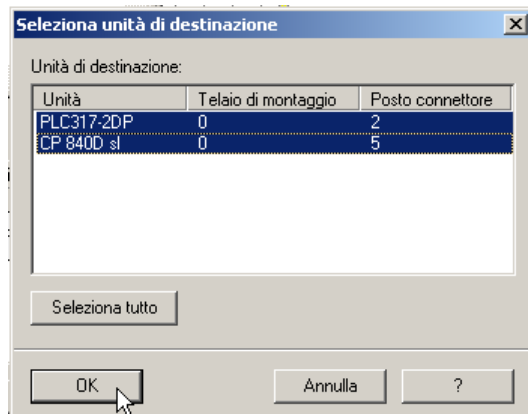 Seleziona unità di destinazione
Unità di destinazione:
Unità Telaio di montaggio Posto connettore
PLC317-2DP 0 2
CP 840D sl 0 5
Seleziona tutto
OK Annulla ?